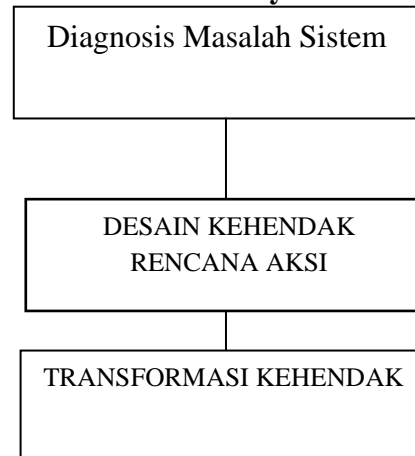 Diagnosis Masalah Sistem
DESAIN KEHENDAK
RENCANA AKSI
TRANSFORMASI KEHENDAK